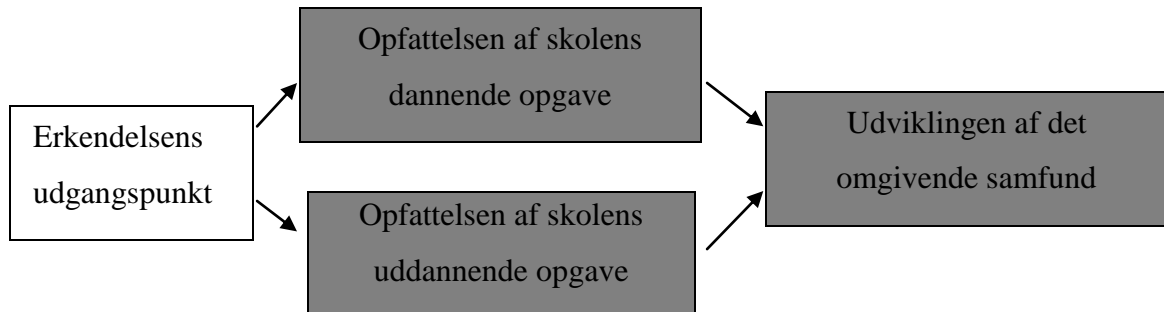 Erkendelsens
udgangspunkt
Opfattelsen af skolens
dannende opgave
Opfattelsen af skolens
uddannende opgave
Udviklingen af det
omgivende samfund